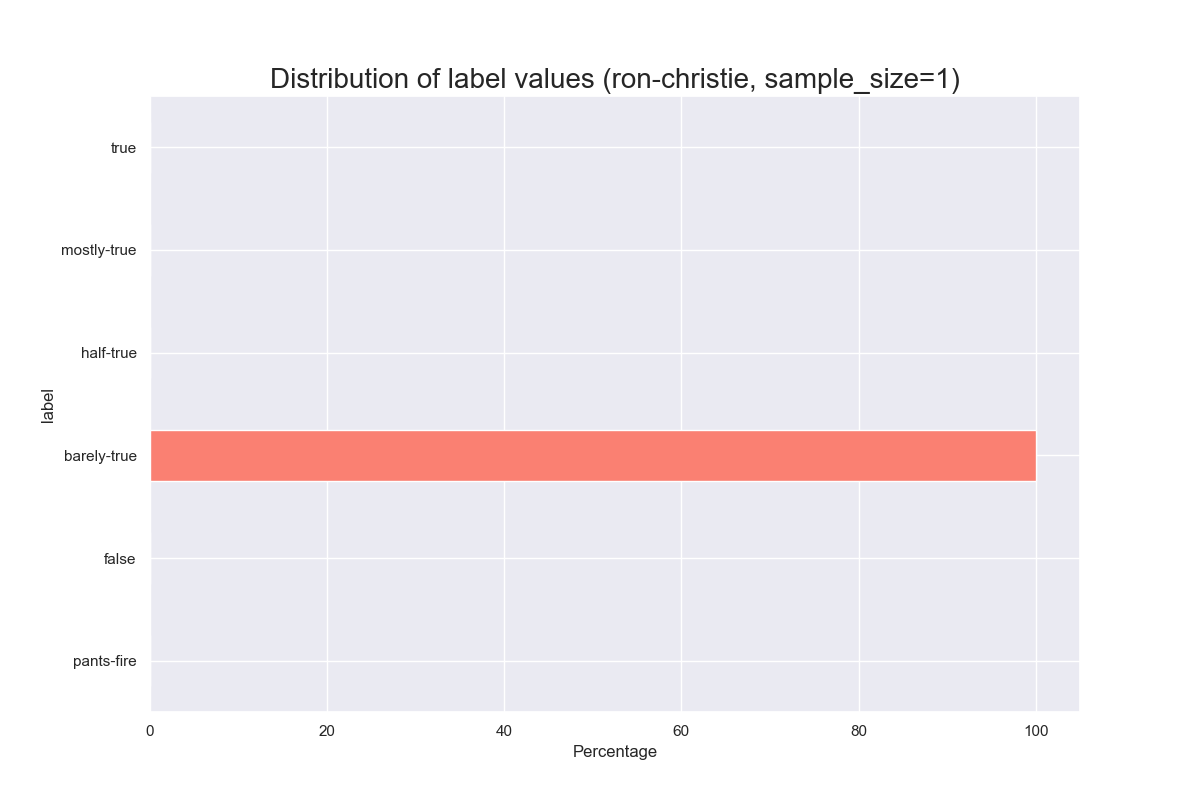 Distribution of label values (ron-christie, sample_size=1)
true
mostly-true
half-true
label
barely-true
false
pants-fire
0 20 40 60 80 100
Percentage